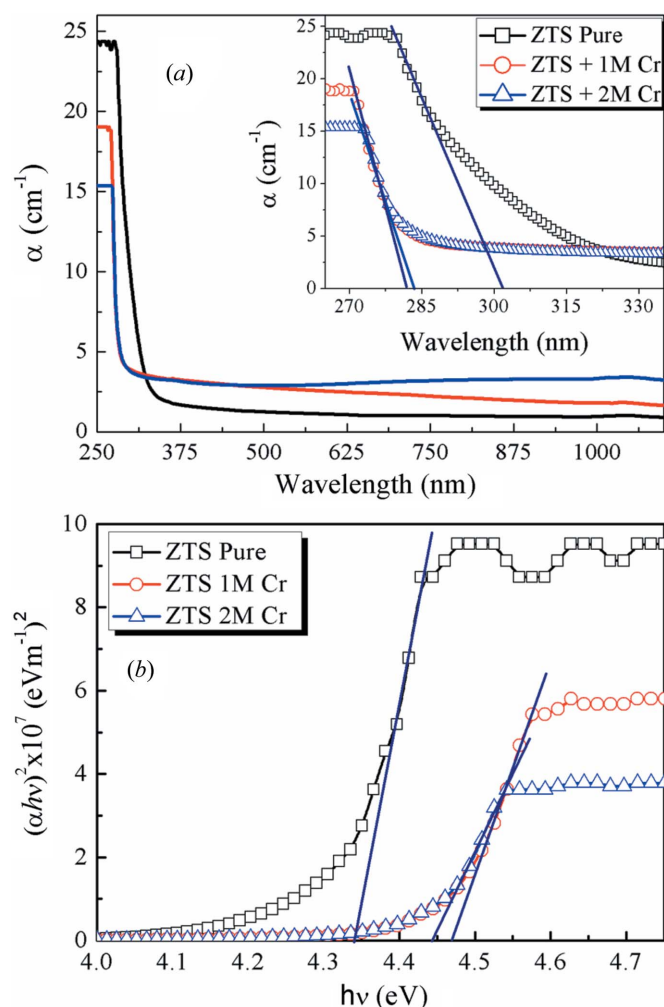 25
20
15
10
5
0
α (cm⁻¹)
(a)
250 375 500 625 750 875 1000
Wavelength (nm)
25
20
15
10
5
0
α (cm⁻¹)
ZTS Pure
ZTS + 1M Cr
ZTS + 2M Cr
270 285 300 315 330
Wavelength (nm)
10
8
6
4
2
0
(αhν)²x10⁷ (eVm⁻¹)²
ZTS Pure
ZTS 1M Cr
ZTS 2M Cr
(b)
4.0 4.1 4.2 4.3 4.4 4.5 4.6 4.7
hν (eV)